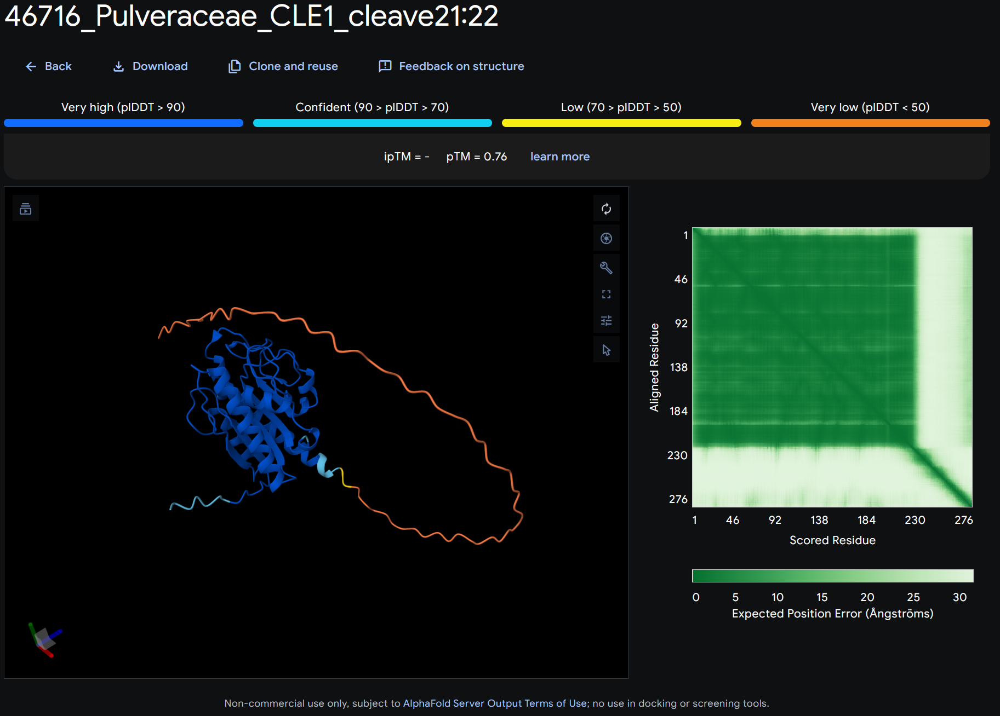 46716_Pulveraceae_CLE1_cleave21:22
Back Download Clone and reuse Feedback on structure
Very high (plDDT > 90) Confident (90 > plDDT > 70) Low (70 > plDDT > 50) Very low (plDDT < 50)
ipTM = - pTM = 0.76 learn more
Aligned Residue
1
46
92
138
184
230
276
1 46 92 138 184 230 276
Scored Residue
0 5 10 15 20 25 30
Expected Position Error (Ångströms)
Non-commercial use only, subject to AlphaFold Server Output Terms of Use; no use in docking or screening tools.